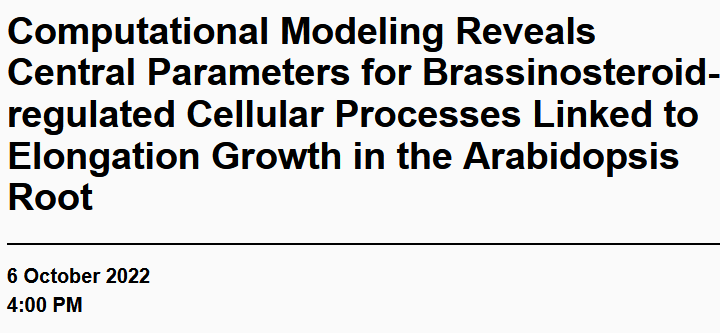 Computational Modeling Reveals
Central Parameters for Brassinosteroid-
regulated Cellular Processes Linked to
Elongation Growth in the Arabidopsis
Root
6 October 2022
4:00 PM